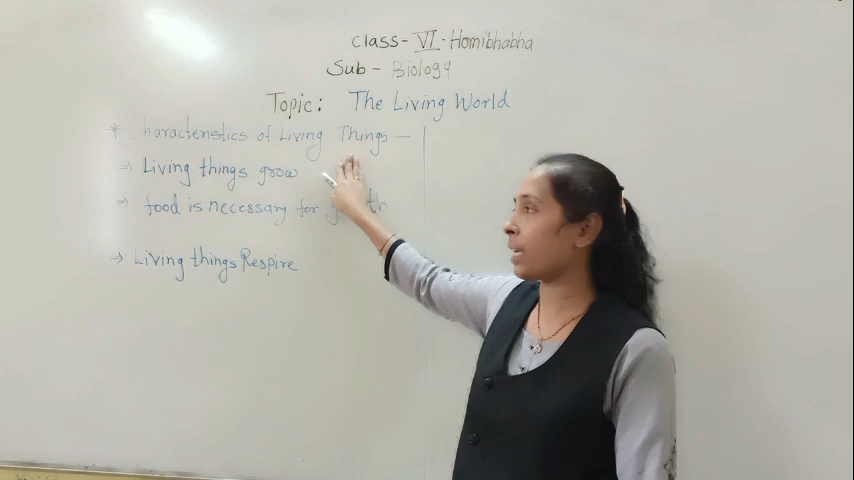 Class- VI - Homibhabha
Sub - Biology
Topic: The Living World
* Characteristics of Living Things —
⇒ Living things grow
⇒ food is necessary for
⇒ Living things Respire